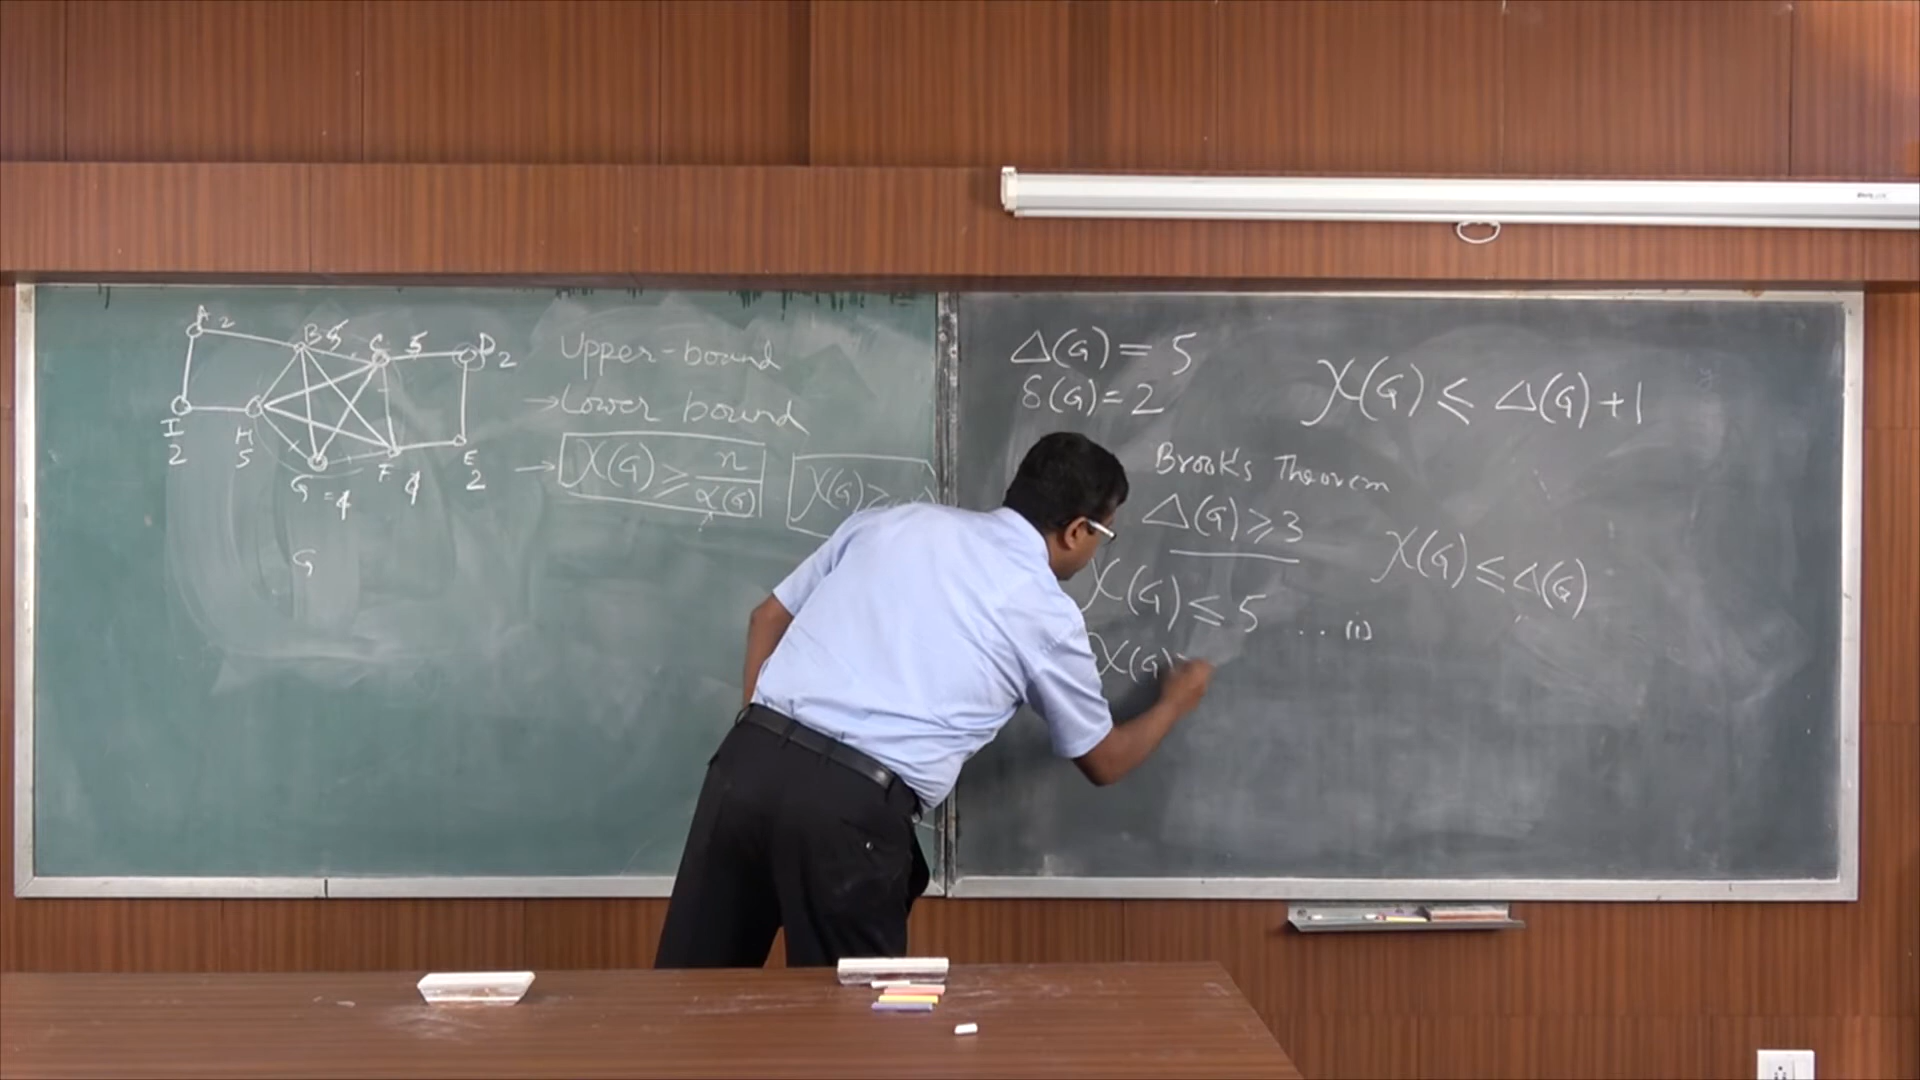 A 2
B 5
C 5
D 2
I
2
H
5
G = 4
F 4
E
2
G
Upper-bound
→ Lower bound
→ χ(G) ≥ n/α(G)
χ(G) ≥
Δ(G) = 5
δ(G) = 2
χ(G) ≤ Δ(G) + 1
Brook's Theorem
Δ(G) ≥ 3
χ(G) ≤ Δ(G)
χ(G) ≤ 5 ... (1)
χ(G)